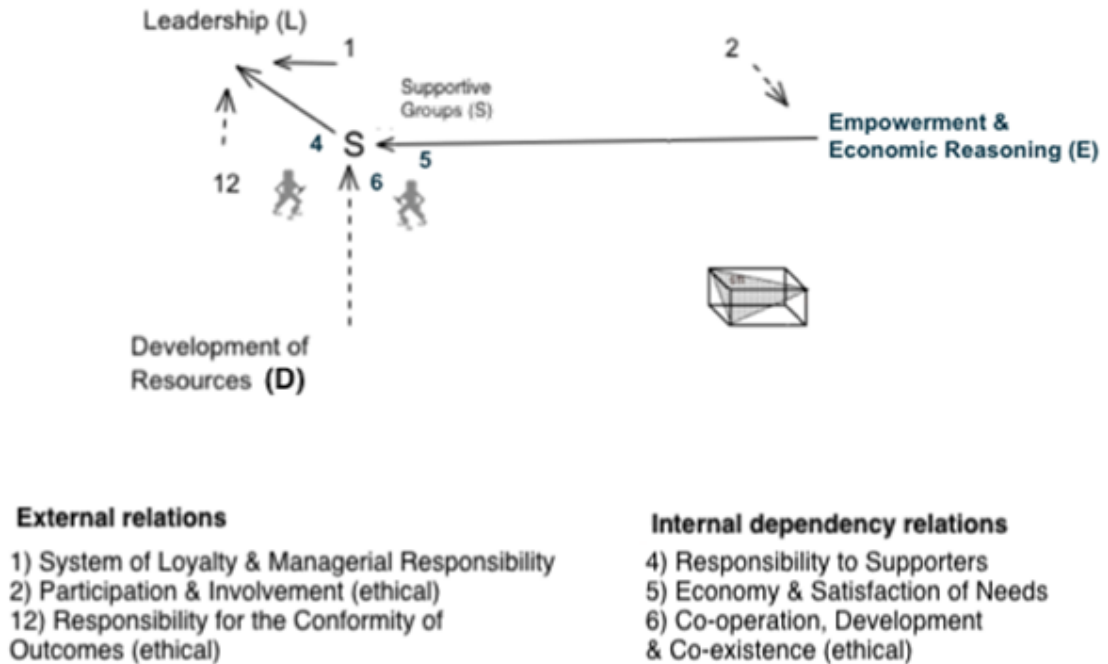 Leadership (L)
1
2
Supportive
Groups (S)
Empowerment &
Economic Reasoning (E)
4
S
5
6
12
Development of
Resources (D)
External relations
1) System of Loyalty & Managerial Responsibility
2) Participation & Involvement (ethical)
12) Responsibility for the Conformity of
Outcomes (ethical)
Internal dependency relations
4) Responsibility to Supporters
5) Economy & Satisfaction of Needs
6) Co-operation, Development
& Co-existence (ethical)